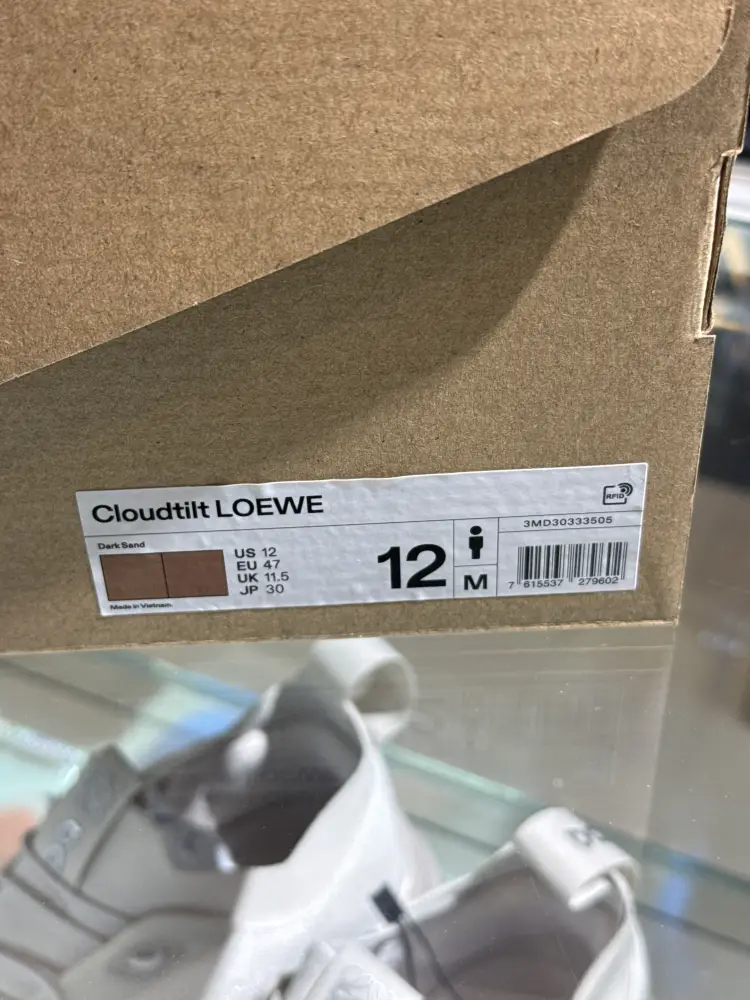 Cloudtilt LOEWE
RFID
Dark Sand
US 12
EU 47
UK 11.5
JP 30
Made in Vietnam
12
M
3MD30333505
7 615537 279602